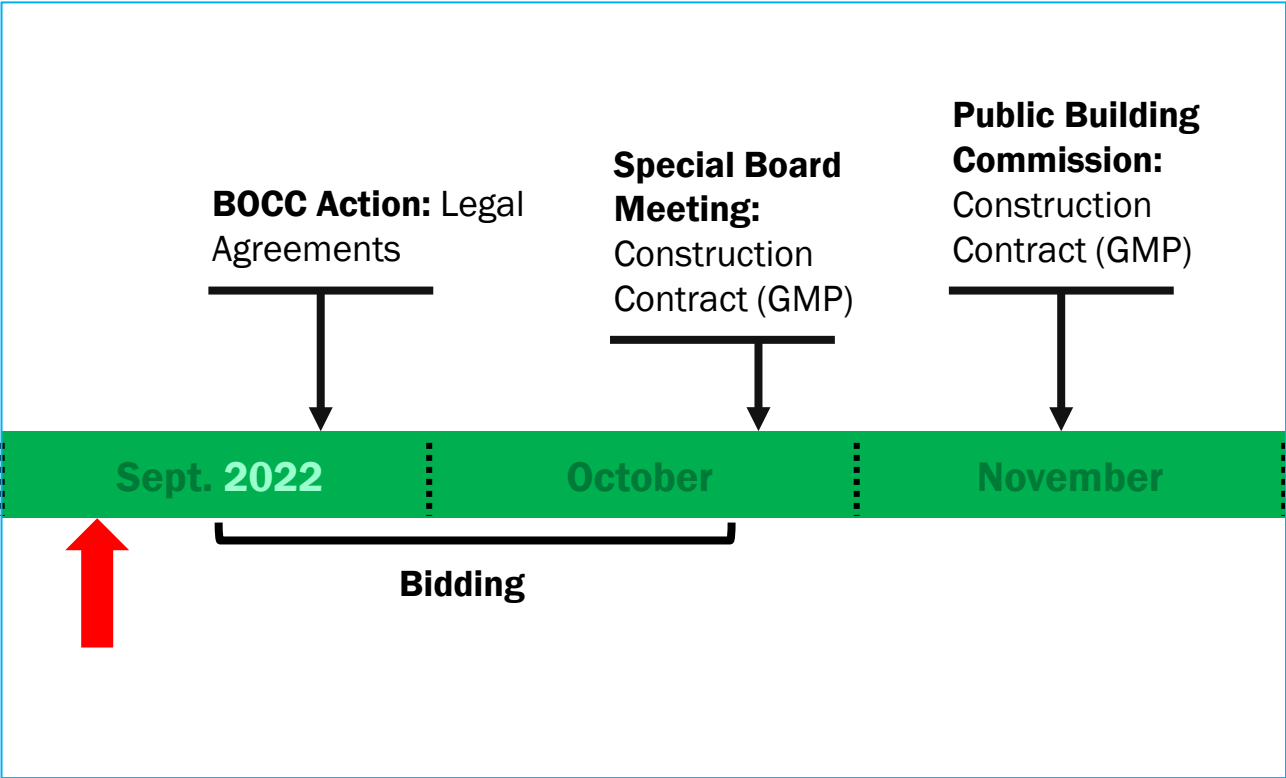 BOCC Action: Legal
Agreements
Special Board
Meeting:
Construction
Contract (GMP)
Public Building
Commission:
Construction
Contract (GMP)
Sept. 2022
October
November
Bidding